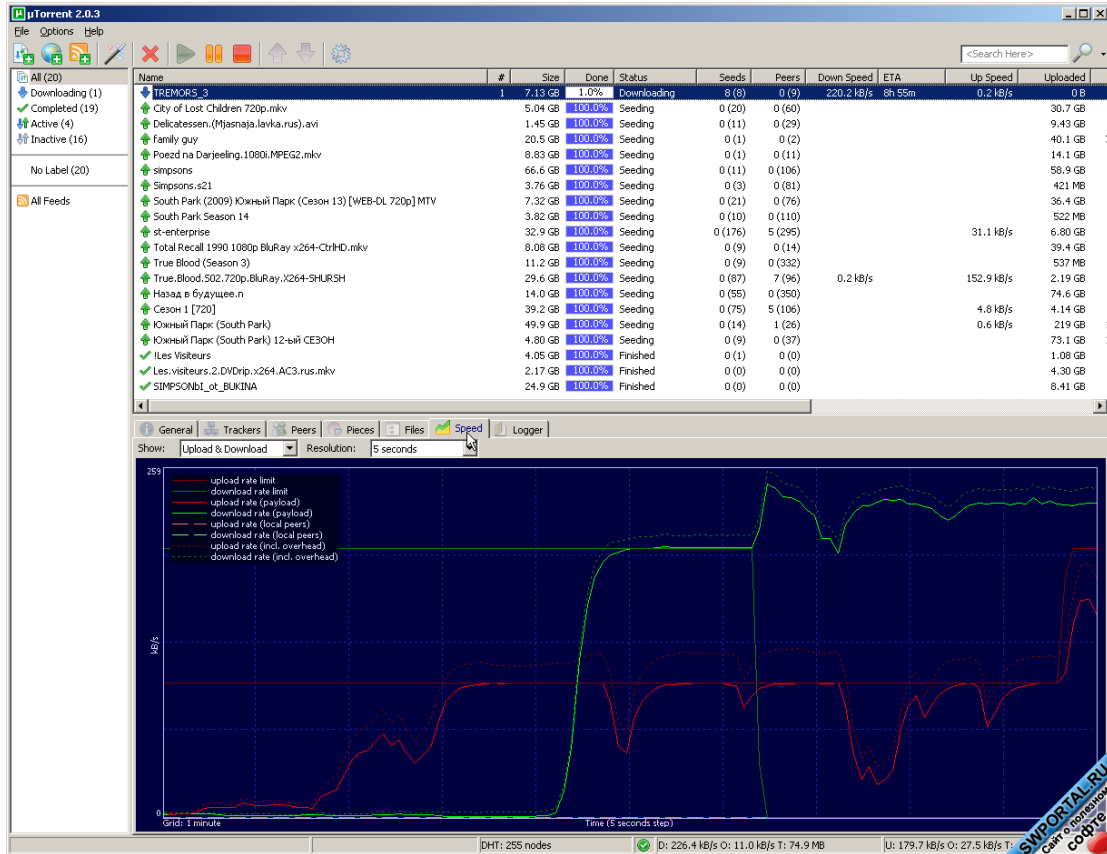 µTorrent 2.0.3
File Options Help
<Search Here>
All (20)
Downloading (1)
Completed (19)
Active (4)
Inactive (16)
No Label (20)
All Feeds
Name # Size Done Status Seeds Peers Down Speed ETA Up Speed Uploaded
TREMORS_3 1 7.13 GB 1.0% Downloading 8 (8) 0 (9) 220.2 kB/s 8h 55m 0.2 kB/s 0 B
City of Lost Children 720p.mkv 5.04 GB 100.0% Seeding 0 (20) 0 (60) 30.7 GB
Delicatessen.(Mjasnaja.lavka.rus).avi 1.45 GB 100.0% Seeding 0 (11) 0 (29) 9.43 GB
family guy 20.5 GB 100.0% Seeding 0 (1) 0 (2) 40.1 GB
Poezd na Darjeeling.1080i.MPEG2.mkv 8.83 GB 100.0% Seeding 0 (1) 0 (11) 14.1 GB
simpsons 66.6 GB 100.0% Seeding 0 (11) 0 (106) 58.9 GB
Simpsons.s21 3.76 GB 100.0% Seeding 0 (3) 0 (81) 421 MB
South Park (2009) Южный Парк (Сезон 13) [WEB-DL 720p] MTV 7.32 GB 100.0% Seeding 0 (21) 0 (76) 36.4 GB
South Park Season 14 3.82 GB 100.0% Seeding 0 (10) 0 (110) 522 MB
st-enterprise 32.9 GB 100.0% Seeding 0 (176) 5 (295) 31.1 kB/s 6.80 GB
Total Recall 1990 1080p BluRay x264-CtrlHD.mkv 8.08 GB 100.0% Seeding 0 (9) 0 (14) 39.4 GB
True Blood (Season 3) 11.2 GB 100.0% Seeding 0 (9) 0 (332) 537 MB
True.Blood.S02.720p.BluRay.X264-SHURSH 29.6 GB 100.0% Seeding 0 (87) 7 (96) 0.2 kB/s 152.9 kB/s 2.19 GB
Назад в будущее.n 14.0 GB 100.0% Seeding 0 (55) 0 (350) 74.6 GB
Сезон 1 [720] 39.2 GB 100.0% Seeding 0 (75) 5 (106) 4.8 kB/s 4.14 GB
Южный Парк (South Park) 49.9 GB 100.0% Seeding 0 (14) 1 (26) 0.6 kB/s 219 GB
Южный Парк (South Park) 12-ый СЕЗОН 4.80 GB 100.0% Seeding 0 (9) 0 (37) 73.1 GB
!Les Visiteurs 4.05 GB 100.0% Finished 0 (1) 0 (0) 1.08 GB
Les.visiteurs.2.DVDrip.x264.AC3.rus.mkv 2.17 GB 100.0% Finished 0 (0) 0 (0) 4.30 GB
SIMPSONbI_ot_BUKINA 24.9 GB 100.0% Finished 0 (0) 0 (0) 8.41 GB
General Trackers Peers Pieces Files Speed Logger
Show: Upload & Download Resolution: 5 seconds
259
upload rate limit
download rate limit
upload rate (payload)
download rate (payload)
upload rate (local peers)
download rate (local peers)
upload rate (incl. overhead)
download rate (incl. overhead)
kB/s
0
Grid: 1 minute Time (5 seconds step)
DHT: 255 nodes D: 226.4 kB/s O: 11.0 kB/s T: 74.9 MB U: 179.7 kB/s O: 27.5 kB/s T:
SWPORTAL.RU
Сайт о полезном
софте